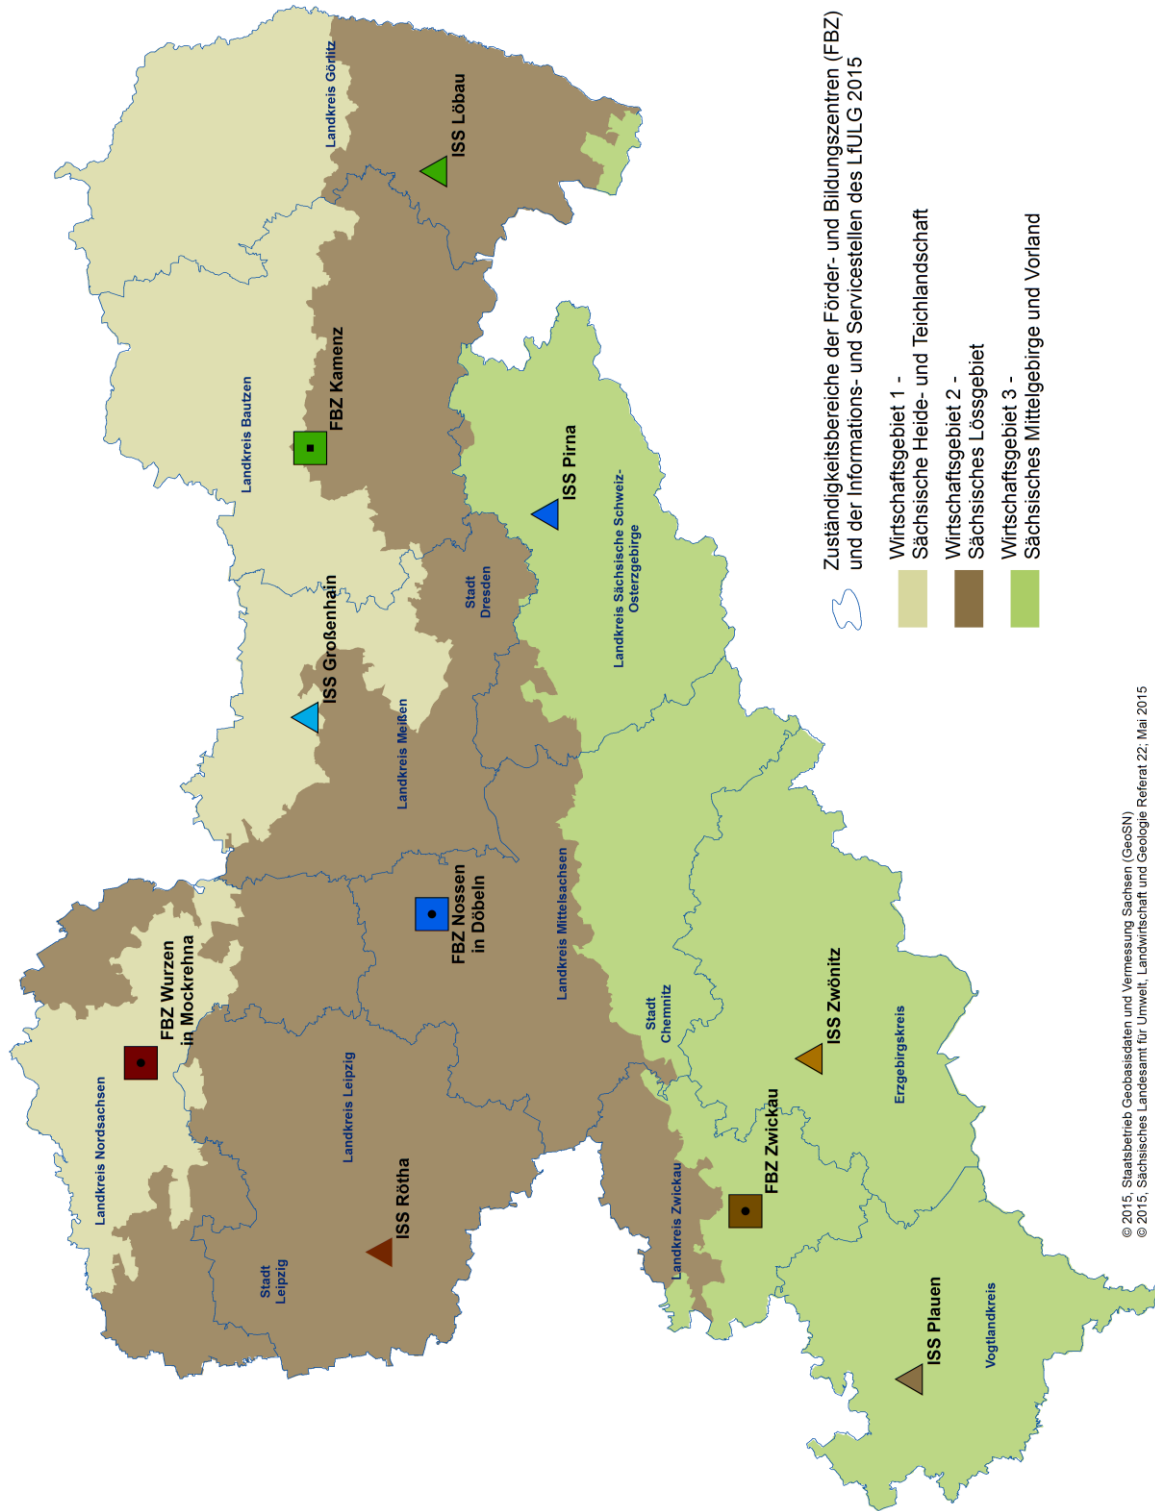 Landkreis Nordsachsen
FBZ Wurzen
in Mockrehna
Landkreis Görlitz
Landkreis Bautzen
FBZ Kamenz
ISS Großenhain
ISS Löbau
Stadt
Leipzig
Landkreis Leipzig
ISS Rötha
Landkreis Meißen
FBZ Nossen
in Döbeln
Stadt
Dresden
ISS Pirna
Landkreis Mittelsachsen
Landkreis Sächsische Schweiz-
Osterzgebirge
Landkreis Zwickau
Stadt
Chemnitz
FBZ Zwickau
ISS Zwönitz
Erzgebirgskreis
ISS Plauen
Vogtlandkreis
Zuständigkeitsbereiche der Förder- und Bildungszentren (FBZ)
und der Informations- und Servicestellen des LfULG 2015
Wirtschaftsgebiet 1 -
Sächsische Heide- und Teichlandschaft
Wirtschaftsgebiet 2 -
Sächsisches Lössgebiet
Wirtschaftsgebiet 3 -
Sächsisches Mittelgebirge und Vorland
© 2015, Staatsbetrieb Geobasisdaten und Vermessung Sachsen (GeoSN)
© 2015, Sächsisches Landesamt für Umwelt, Landwirtschaft und Geologie Referat 22; Mai 2015